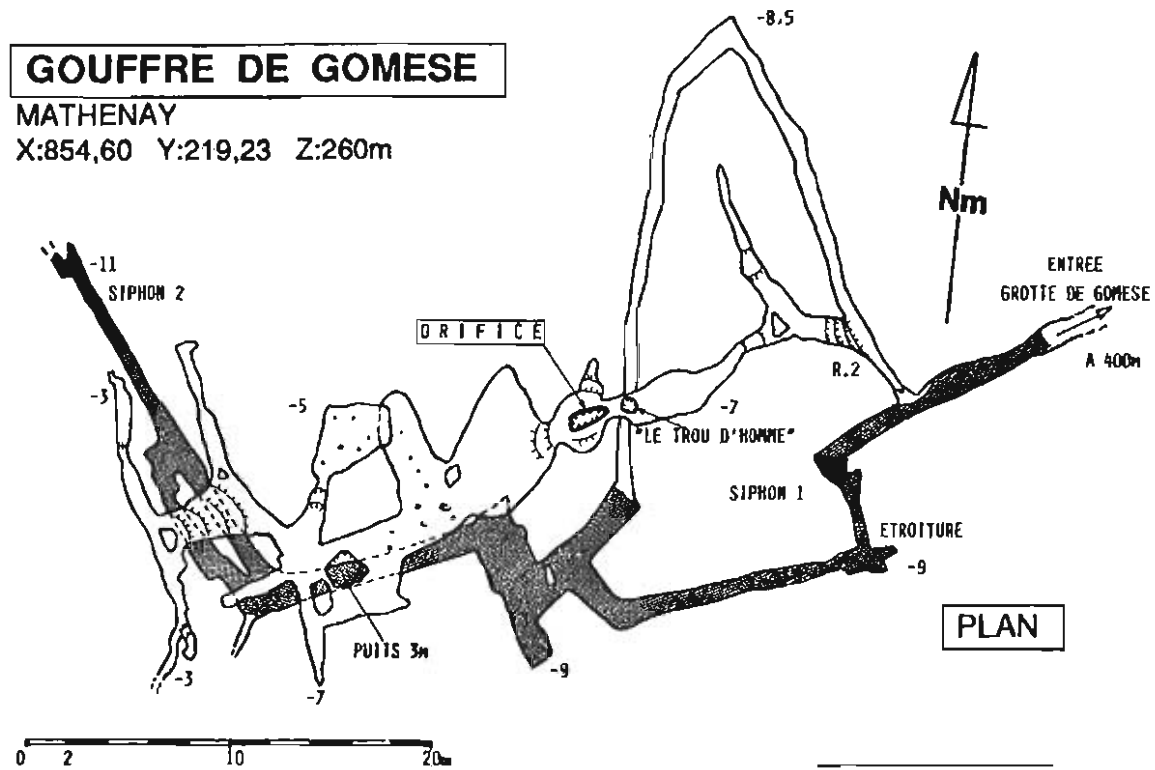 GOUFFRE DE GOMESE
MATHENAY
X:854,60 Y:219,23 Z:260m
-8,5
Nm
-11
SIPHON 2
ENTREE
GROTTE DE GOMESE
A 400m
ORIFICE
R.2
-3
-5
-7
"LE TROU D'HOMME"
SIPHON 1
ETROITURE
-9
PLAN
PUITS 3m
-9
-3
-7
0 2 10 20m